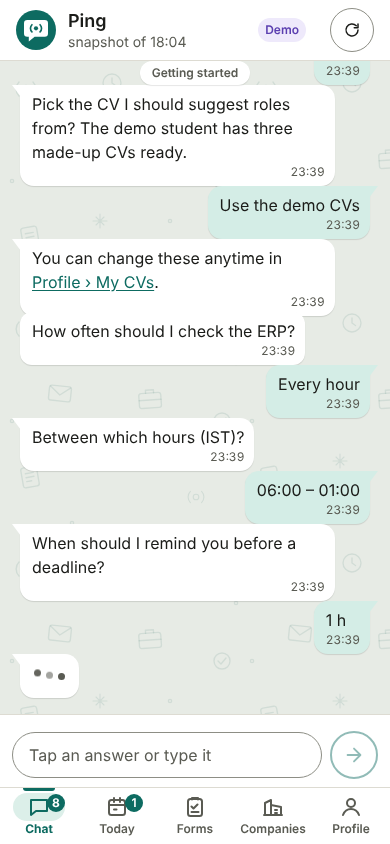 Ping
snapshot of 18:04
Demo
Getting started
23:39
Pick the CV I should suggest roles
from? The demo student has three
made-up CVs ready.
23:39
Use the demo CVs
23:39
You can change these anytime in
Profile › My CVs.
23:39
How often should I check the ERP?
23:39
Every hour
23:39
Between which hours (IST)?
23:39
06:00 – 01:00
23:39
When should I remind you before a
deadline?
23:39
1 h
23:39
Tap an answer or type it
8
1
Chat
Today
Forms
Companies
Profile